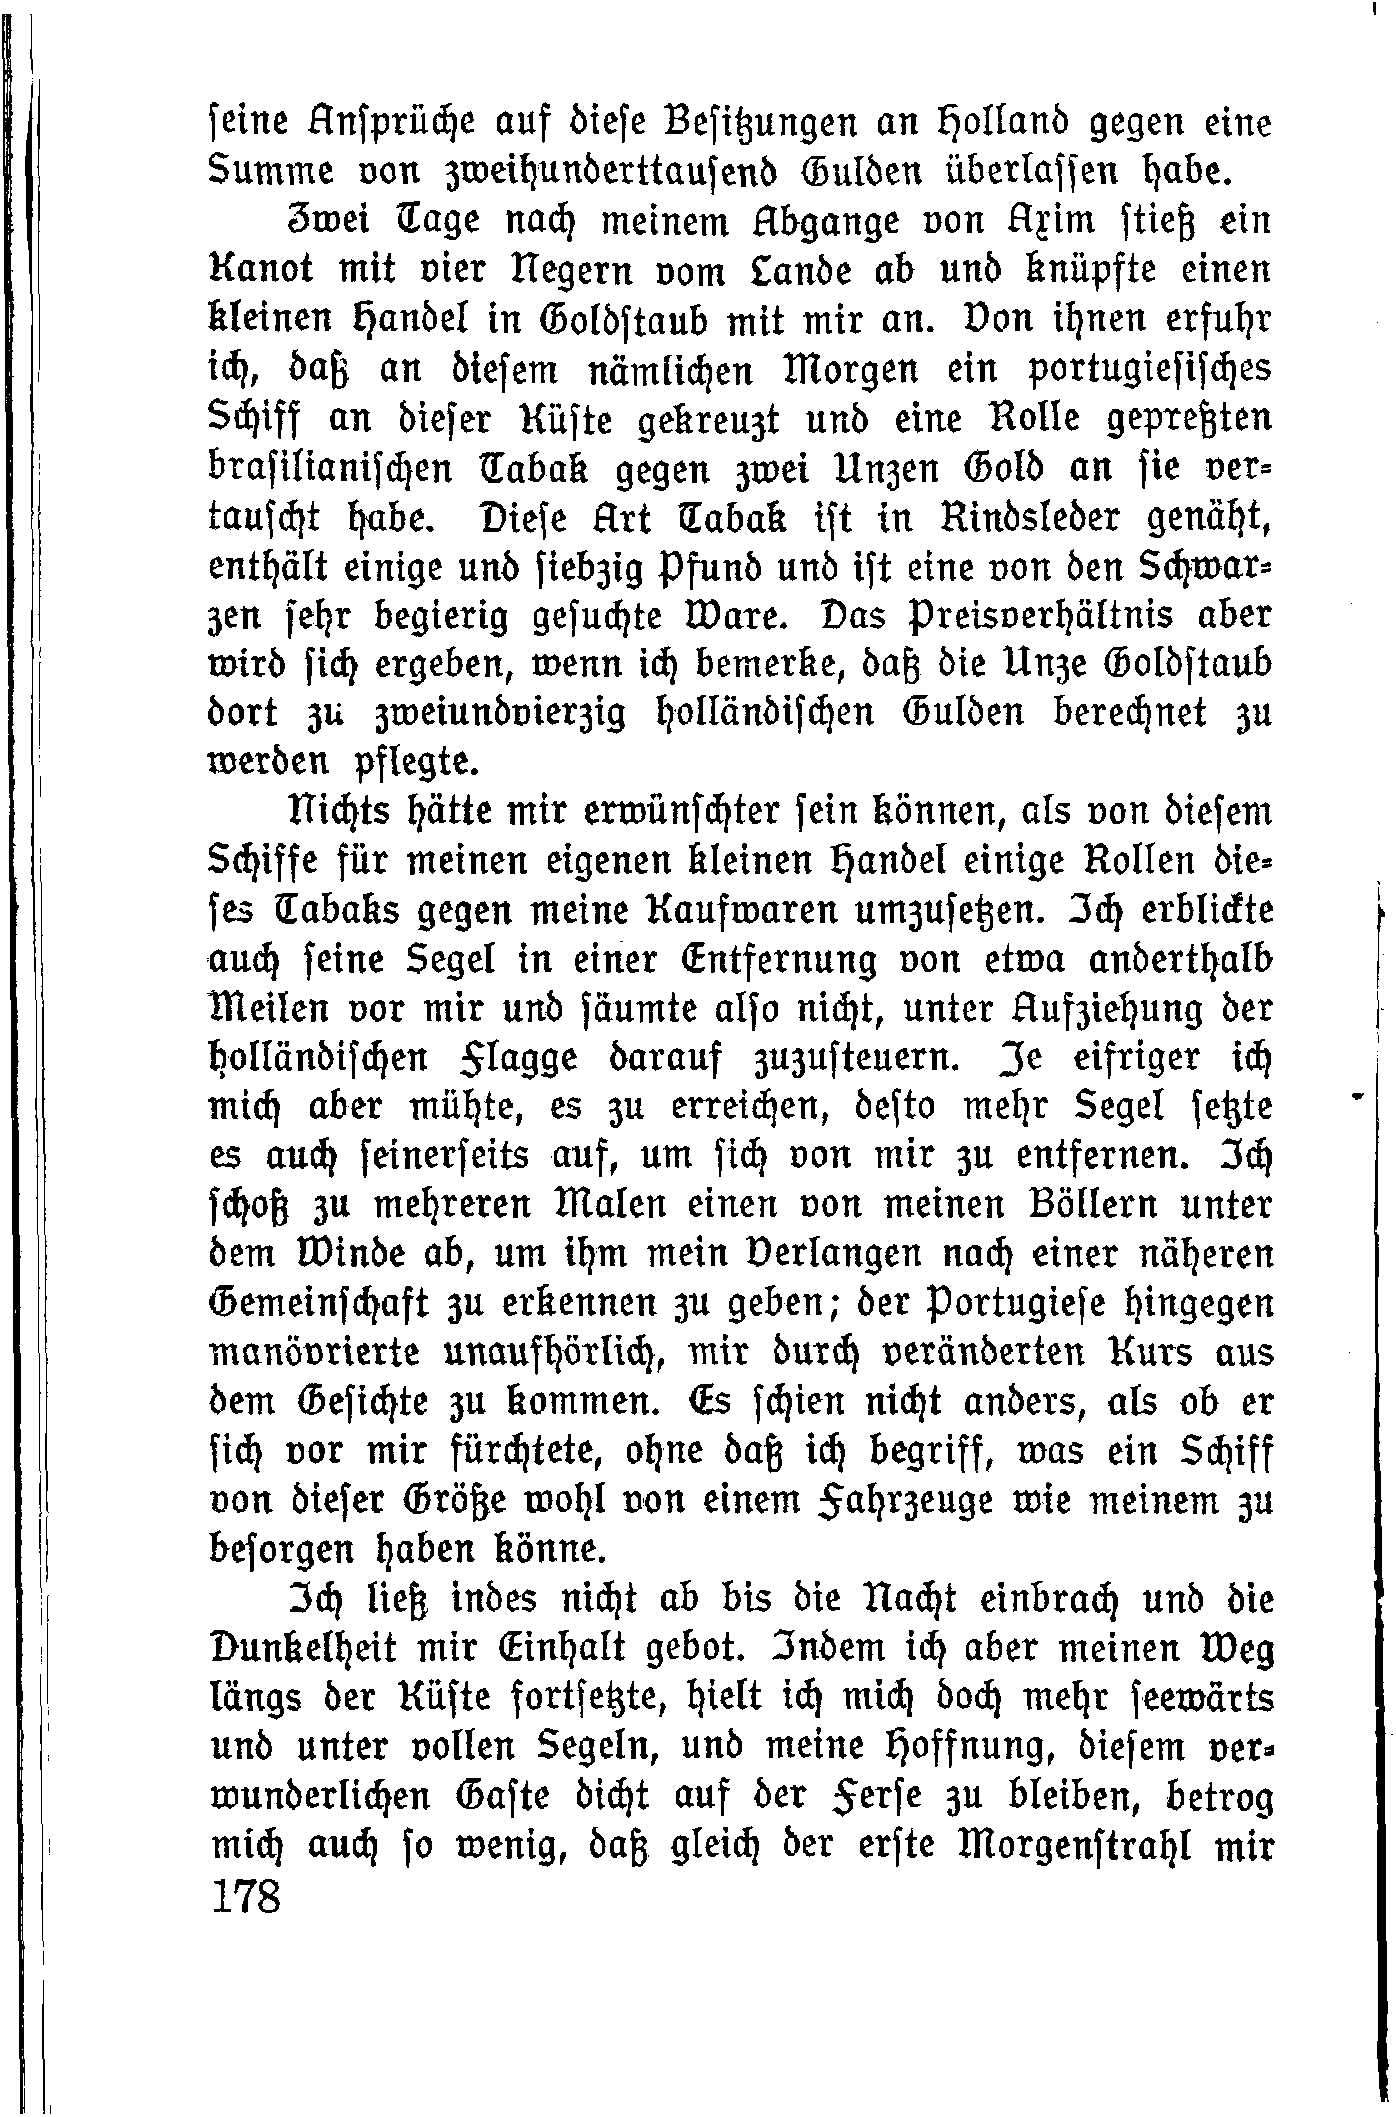 seine Ansprüche auf diese Besitzungen an Holland gegen eine
Summe von zweihunderttausend Gulden überlassen habe.
Zwei Tage nach meinem Abgange von Axim stieß ein
Kanot mit vier Negern vom Lande ab und knüpfte einen
kleinen Handel in Goldstaub mit mir an. Von ihnen erfuhr
ich, daß an diesem nämlichen Morgen ein portugiesisches
Schiff an dieser Küste gekreuzt und eine Rolle gepreßten
brasilianischen Tabak gegen zwei Unzen Gold an sie ver-
tauscht habe. Diese Art Tabak ist in Rindsleder genäht,
enthält einige und siebzig Pfund und ist eine von den Schwar-
zen sehr begierig gesuchte Ware. Das Preisverhältnis aber
wird sich ergeben, wenn ich bemerke, daß die Unze Goldstaub
dort zu zweiundvierzig holländischen Gulden berechnet zu
werden pflegte.
Nichts hätte mir erwünschter sein können, als von diesem
Schiffe für meinen eigenen kleinen Handel einige Rollen die-
ses Tabaks gegen meine Kaufwaren umzusetzen. Ich erblickte
auch seine Segel in einer Entfernung von etwa anderthalb
Meilen vor mir und säumte also nicht, unter Aufziehung der
holländischen Flagge darauf zuzusteuern. Je eifriger ich
mich aber mühte, es zu erreichen, desto mehr Segel setzte
es auch seinerseits auf, um sich von mir zu entfernen. Ich
schoß zu mehreren Malen einen von meinen Böllern unter
dem Winde ab, um ihm mein Verlangen nach einer näheren
Gemeinschaft zu erkennen zu geben; der Portugiese hingegen
manövrierte unaufhörlich, mir durch veränderten Kurs aus
dem Gesichte zu kommen. Es schien nicht anders, als ob er
sich vor mir fürchtete, ohne daß ich begriff, was ein Schiff
von dieser Größe wohl von einem Fahrzeuge wie meinem zu
besorgen haben könne.
Ich ließ indes nicht ab bis die Nacht einbrach und die
Dunkelheit mir Einhalt gebot. Indem ich aber meinen Weg
längs der Küste fortsetzte, hielt ich mich doch mehr seewärts
und unter vollen Segeln, und meine Hoffnung, diesem ver-
wunderlichen Gaste dicht auf der Ferse zu bleiben, betrog
mich auch so wenig, daß gleich der erste Morgenstrahl mir
178